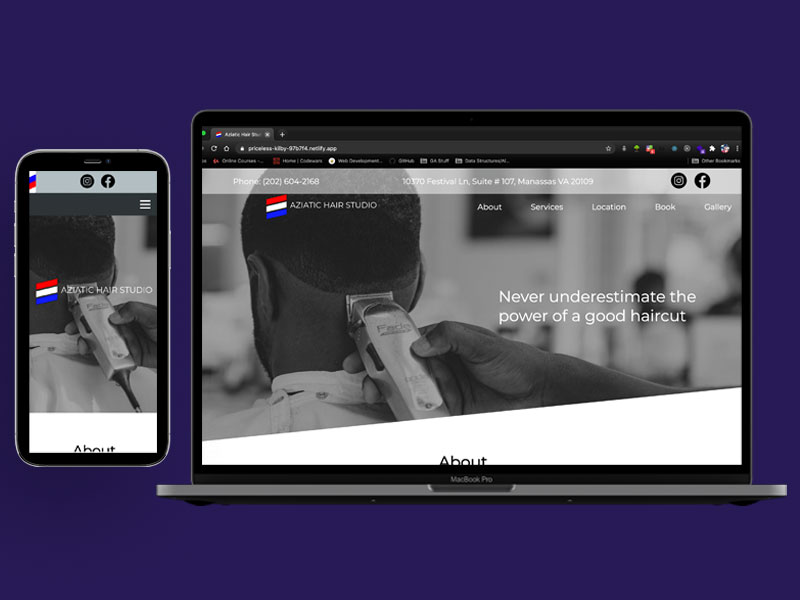 AZIATIC HAIR STUDIO
About
Aziatic Hair Stud
priceless-kilby-97b7f4.netlify.app
Online Courses -...
Home | Codewars
Web Development...
GitHub
GA Stuff
Data Structures/Al...
Other Bookmarks
Phone: (202) 604-2168
10370 Festival Ln, Suite # 107, Manassas VA 20109
AZIATIC HAIR STUDIO
About
Services
Location
Book
Gallery
Never underestimate the
power of a good haircut
About
MacBook Pro